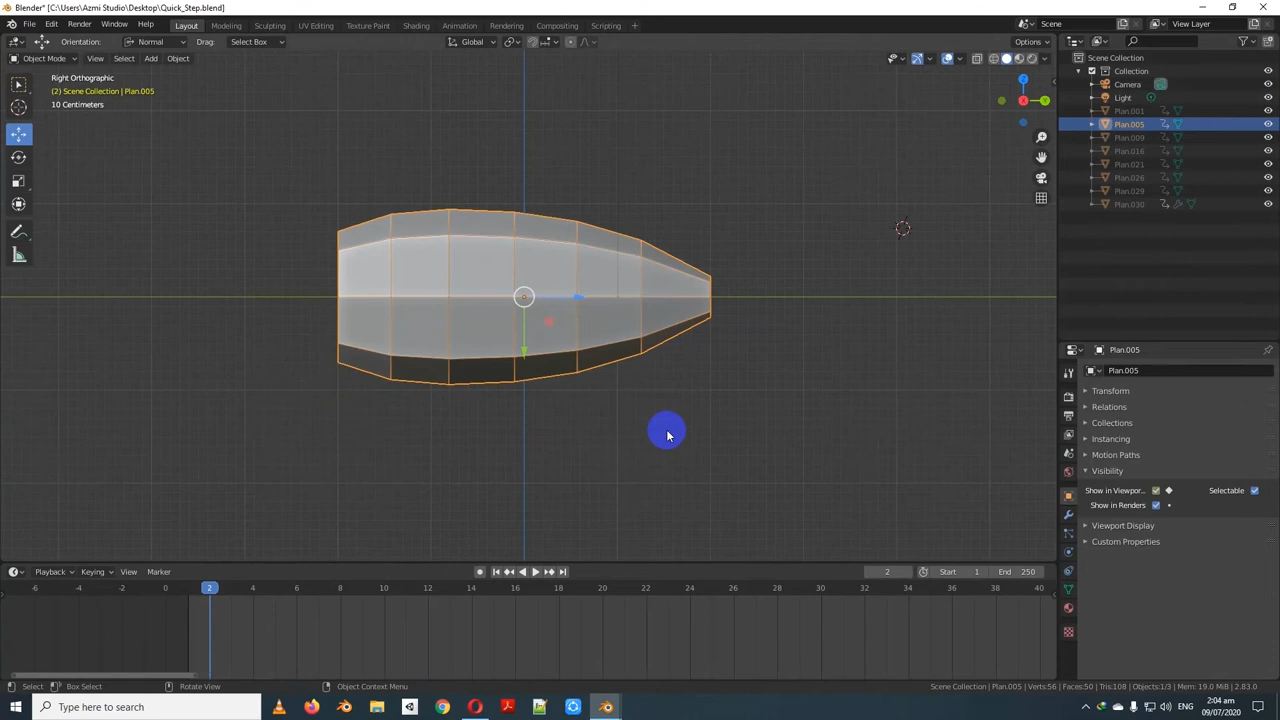 Blender* [C:\Users\Azmi Studio\Desktop\Quick_Step.blend]
File Edit Render Window Help Layout Modeling Sculpting UV Editing Texture Paint Shading Animation Rendering Compositing Scripting Scene View Layer
Orientation: Normal Drag: Select Box Global Options
Object Mode View Select Add Object
Right Orthographic
(2) Scene Collection | Plan.005
10 Centimeters
Z
X Y
Scene Collection
Collection
Camera
Light
Plan.001
Plan.005
Plan.009
Plan.016
Plan.021
Plan.026
Plan.029
Plan.030
Plan.005
Plan.005
Transform
Relations
Collections
Instancing
Motion Paths
Visibility
Show in Viewpor... Selectable
Show in Renders
Viewport Display
Custom Properties
Playback Keying View Marker 2 Start 1 End 250
-6 -4 -2 0 2 4 6 8 10 12 14 16 18 20 22 24 26 28 30 32 34 36 38 40
Select Box Select Rotate View Object Context Menu Scene Collection | Plan.005 | Verts:56 | Faces:50 | Tris:108 | Objects:1/3 | Mem: 19.0 MiB | 2.83.0
Type here to search ENG 2:04 am
09/07/2020